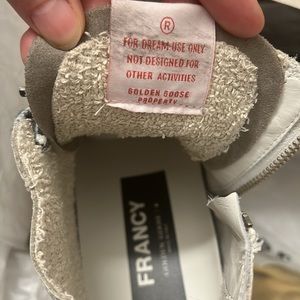 ®
FOR DREAM USE ONLY
NOT DESIGNED FOR
OTHER ACTIVITIES
GOLDEN GOOSE
PROPERTY
FRANCY